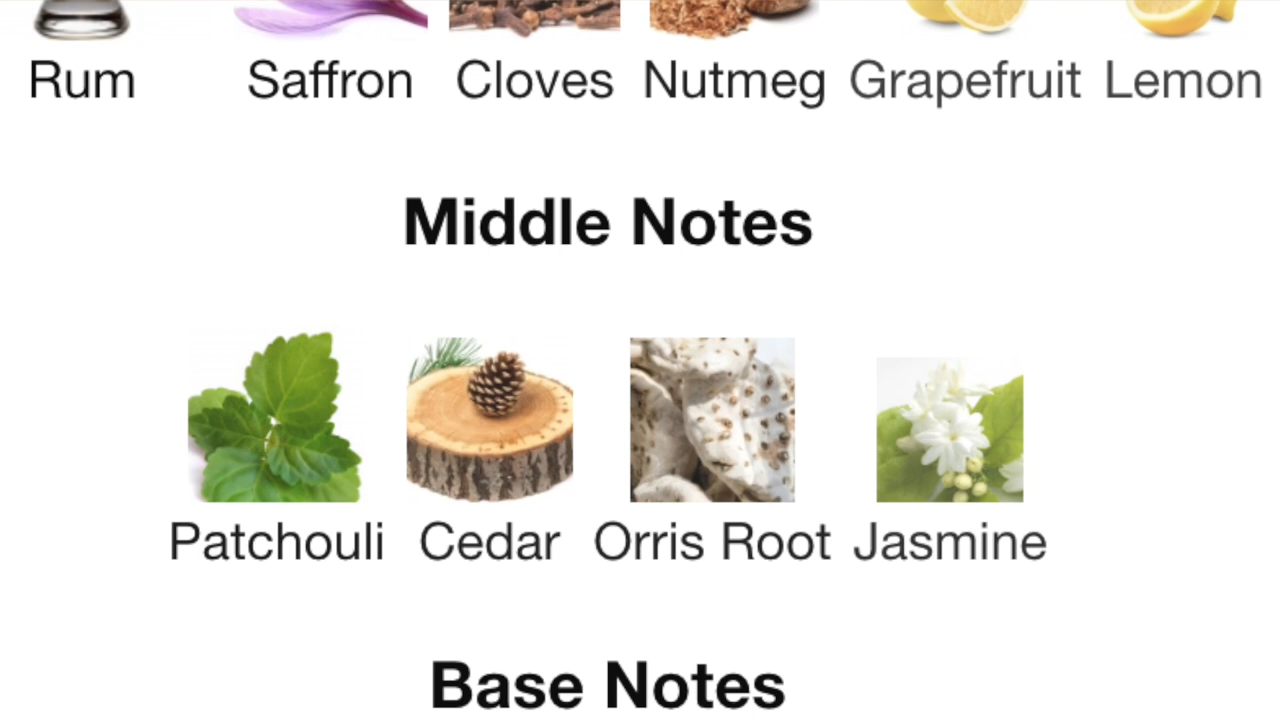 Rum Saffron Cloves Nutmeg Grapefruit Lemon
Middle Notes
Patchouli Cedar Orris Root Jasmine
Base Notes